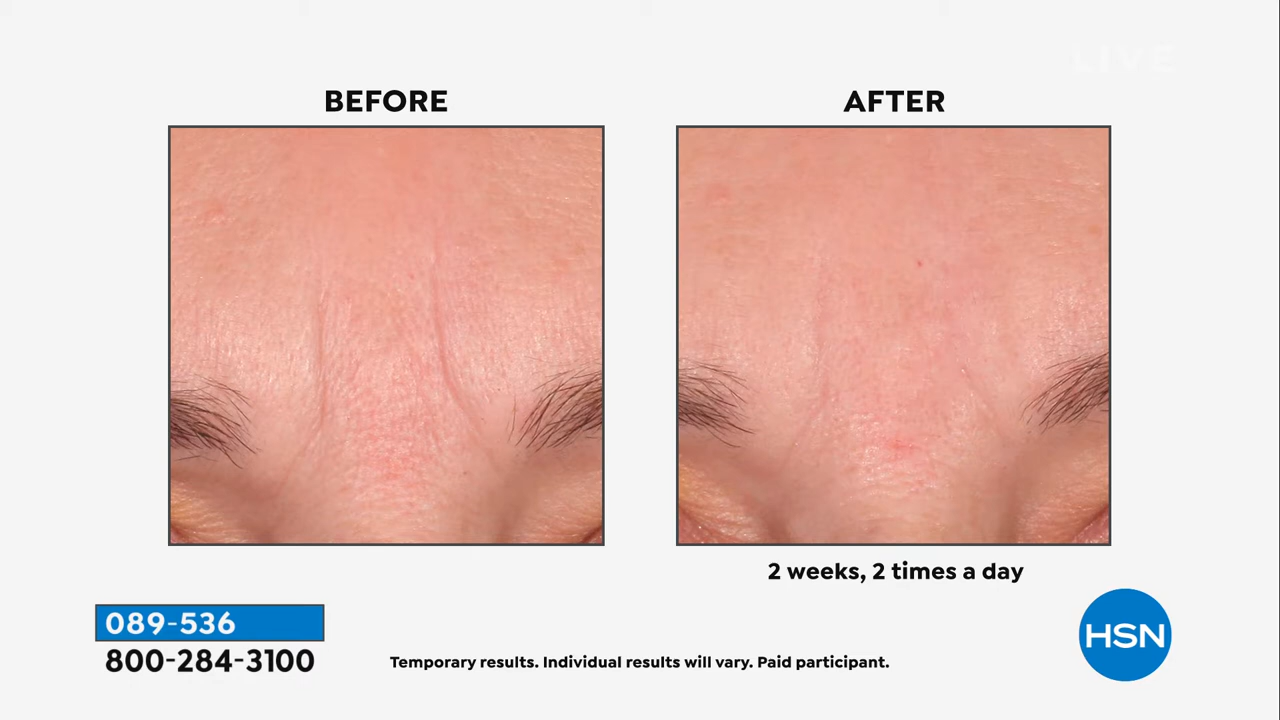 LIVE
BEFORE
AFTER
2 weeks, 2 times a day
089-536
800-284-3100
Temporary results. Individual results will vary. Paid participant.
HSN